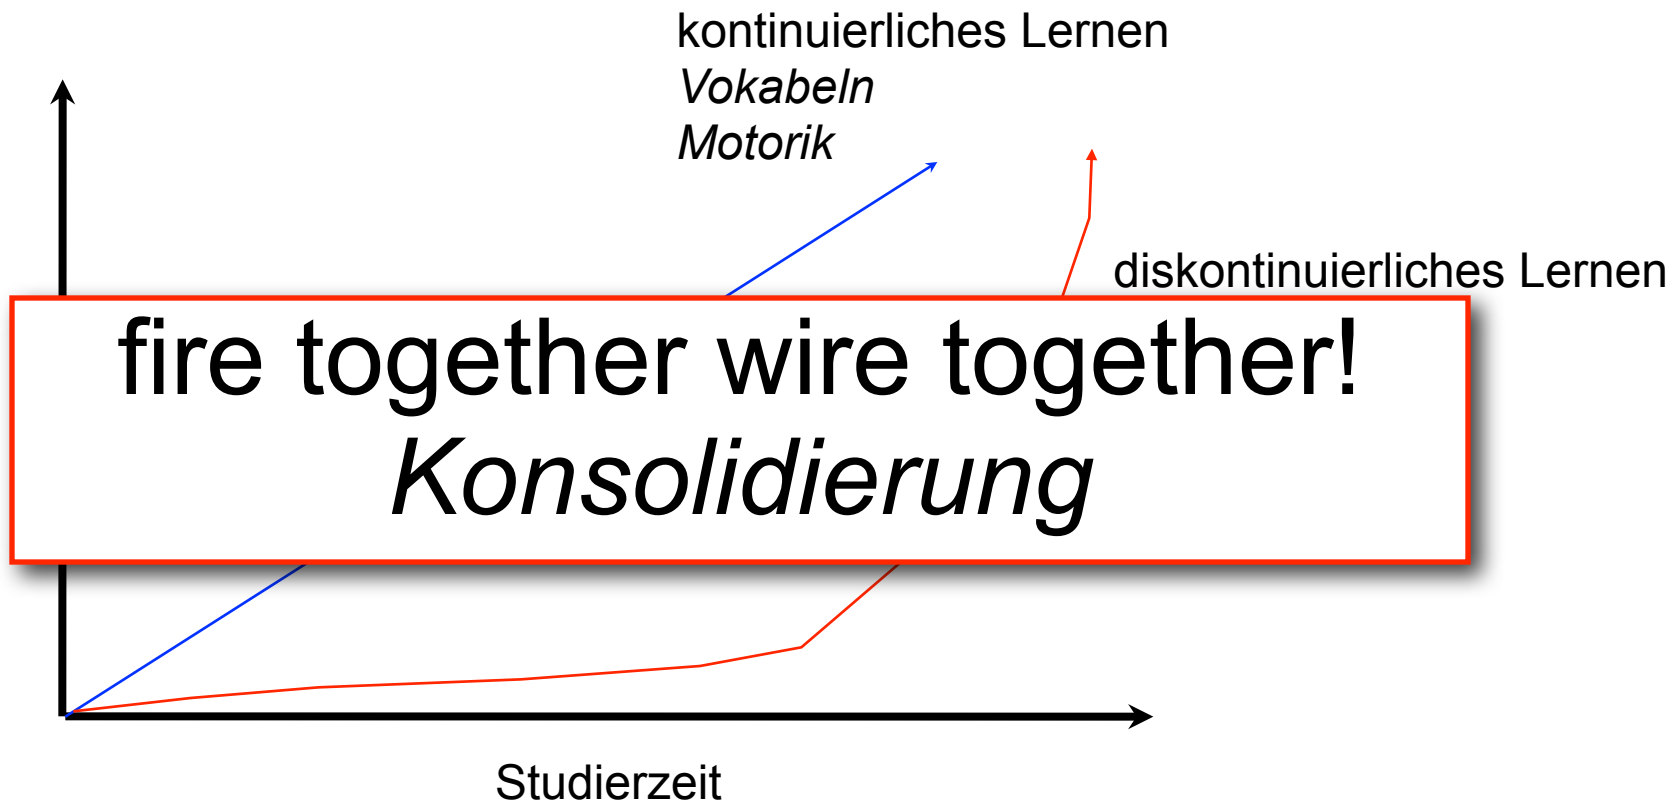 kontinuierliches Lernen
Vokabeln
Motorik
diskontinuierliches Lernen
fire together wire together!
Konsolidierung
Studierzeit